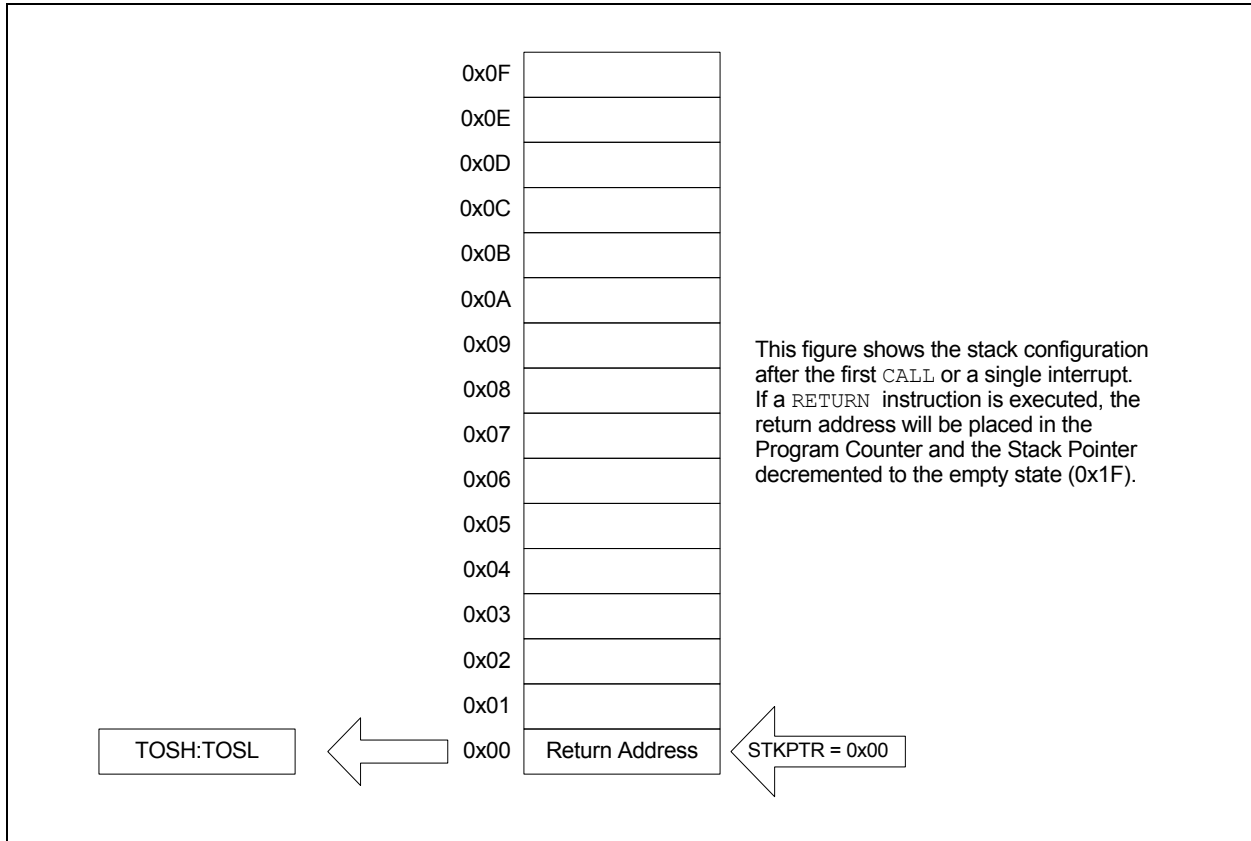 0x0F
0x0E
0x0D
0x0C
0x0B
0x0A
0x09
0x08
0x07
0x06
0x05
0x04
0x03
0x02
0x01
0x00
This figure shows the stack configuration
after the first CALL or a single interrupt.
If a RETURN instruction is executed, the
return address will be placed in the
Program Counter and the Stack Pointer
decremented to the empty state (0x1F).
TOSH:TOSL
Return Address
STKPTR = 0x00